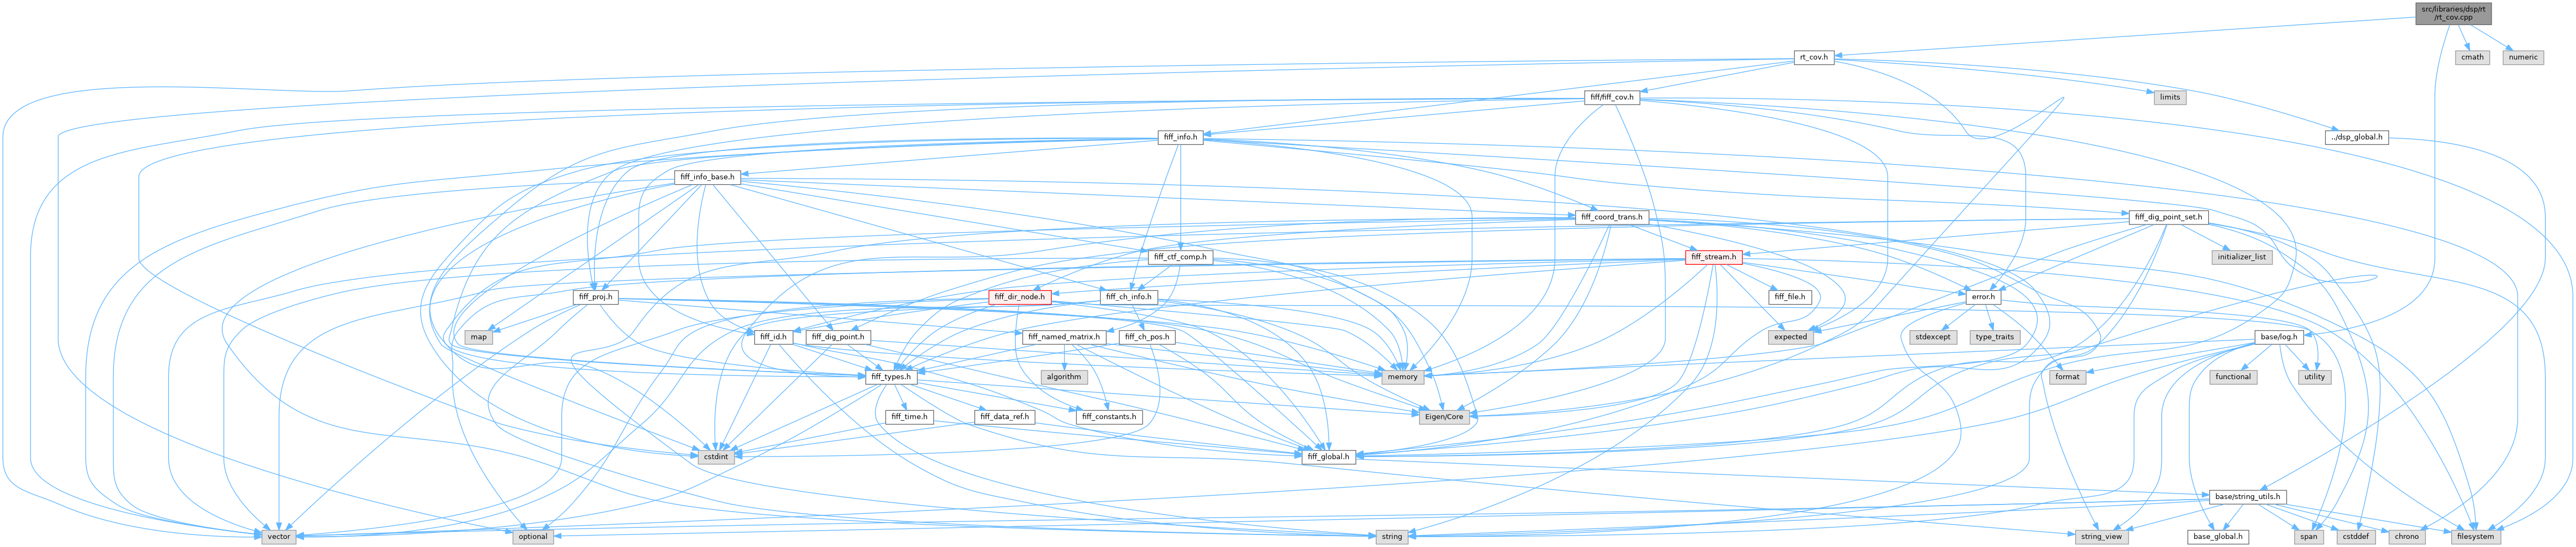 src/libraries/dsp/rt
/rt_cov.cpp
rt_cov.h
cmath
numeric
fiff/fiff_cov.h
limits
fiff_info.h
../dsp_global.h
fiff_info_base.h
fiff_coord_trans.h
fiff_dig_point_set.h
fiff_ctf_comp.h
fiff_stream.h
initializer_list
fiff_proj.h
fiff_dir_node.h
fiff_ch_info.h
fiff_file.h
error.h
map
fiff_id.h
fiff_dig_point.h
fiff_named_matrix.h
fiff_ch_pos.h
expected
stdexcept
type_traits
base/log.h
fiff_types.h
algorithm
memory
format
functional
utility
fiff_time.h
fiff_data_ref.h
fiff_constants.h
Eigen/Core
cstdint
fiff_global.h
base/string_utils.h
vector
optional
string
string_view
base_global.h
span
cstddef
chrono
filesystem